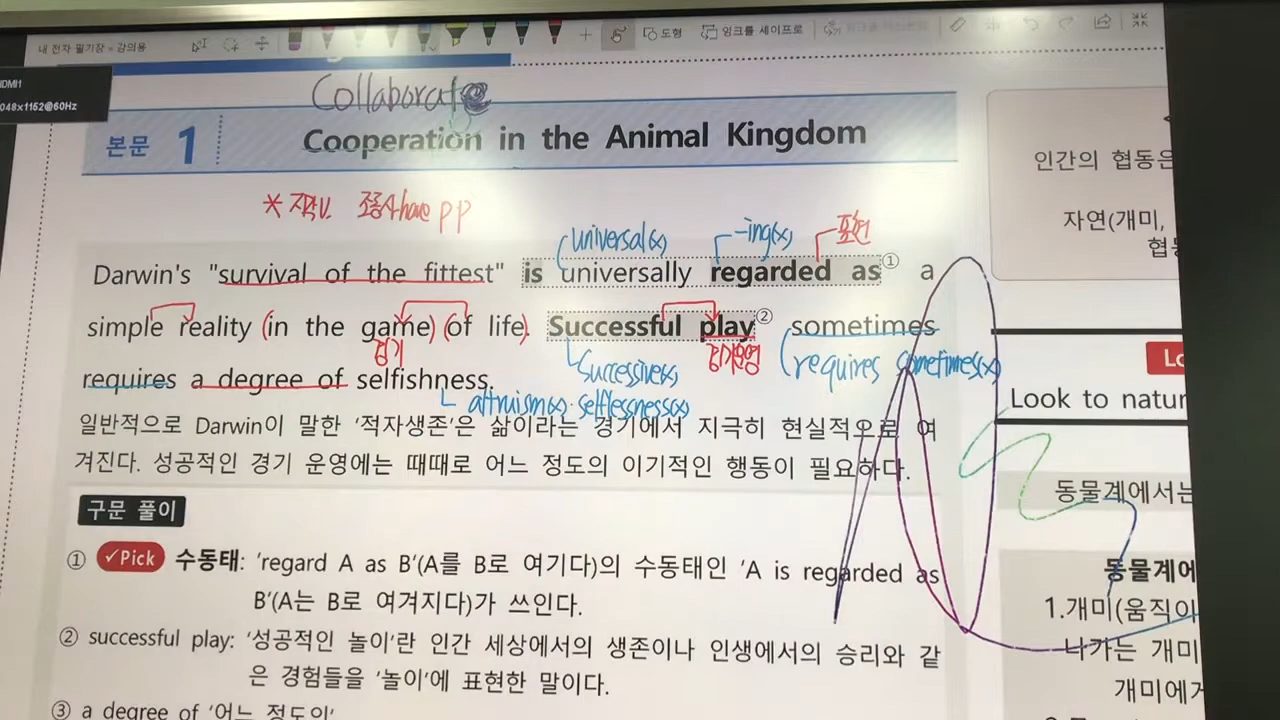 내 전자 필기장 » 강의용
도형
잉크를 셰이프로
HDMI1
2048x1152@60Hz
Collaborat
본문 1 Cooperation in the Animal Kingdom
인간의 협동은
자연(개미,
협동
* 지각V. 조종A have p p
universal(x)
-ing(x)
표현
Darwin's "survival of the fittest" is universally regarded as① a
simple reality (in the game) (of life). Successful play② sometimes
경기
경기운영
Successive(x)
requires sometimes(x)
requires a degree of selfishness.
altruism(x)·selflessness(x)
Look to natur
일반적으로 Darwin이 말한 '적자생존'은 삶이라는 경기에서 지극히 현실적으로 여
겨진다. 성공적인 경기 운영에는 때때로 어느 정도의 이기적인 행동이 필요하다.
동물계에서는
구문 풀이
① ✓Pick 수동태: 'regard A as B'(A를 B로 여기다)의 수동태인 'A is regarded as
B'(A는 B로 여겨지다)가 쓰인다.
동물계에
1.개미(움직이
② successful play: '성공적인 놀이'란 인간 세상에서의 생존이나 인생에서의 승리와 같
은 경험들을 '놀이'에 표현한 말이다.
나가는 개미
개미에게
③ a degree of '어느 정도의'